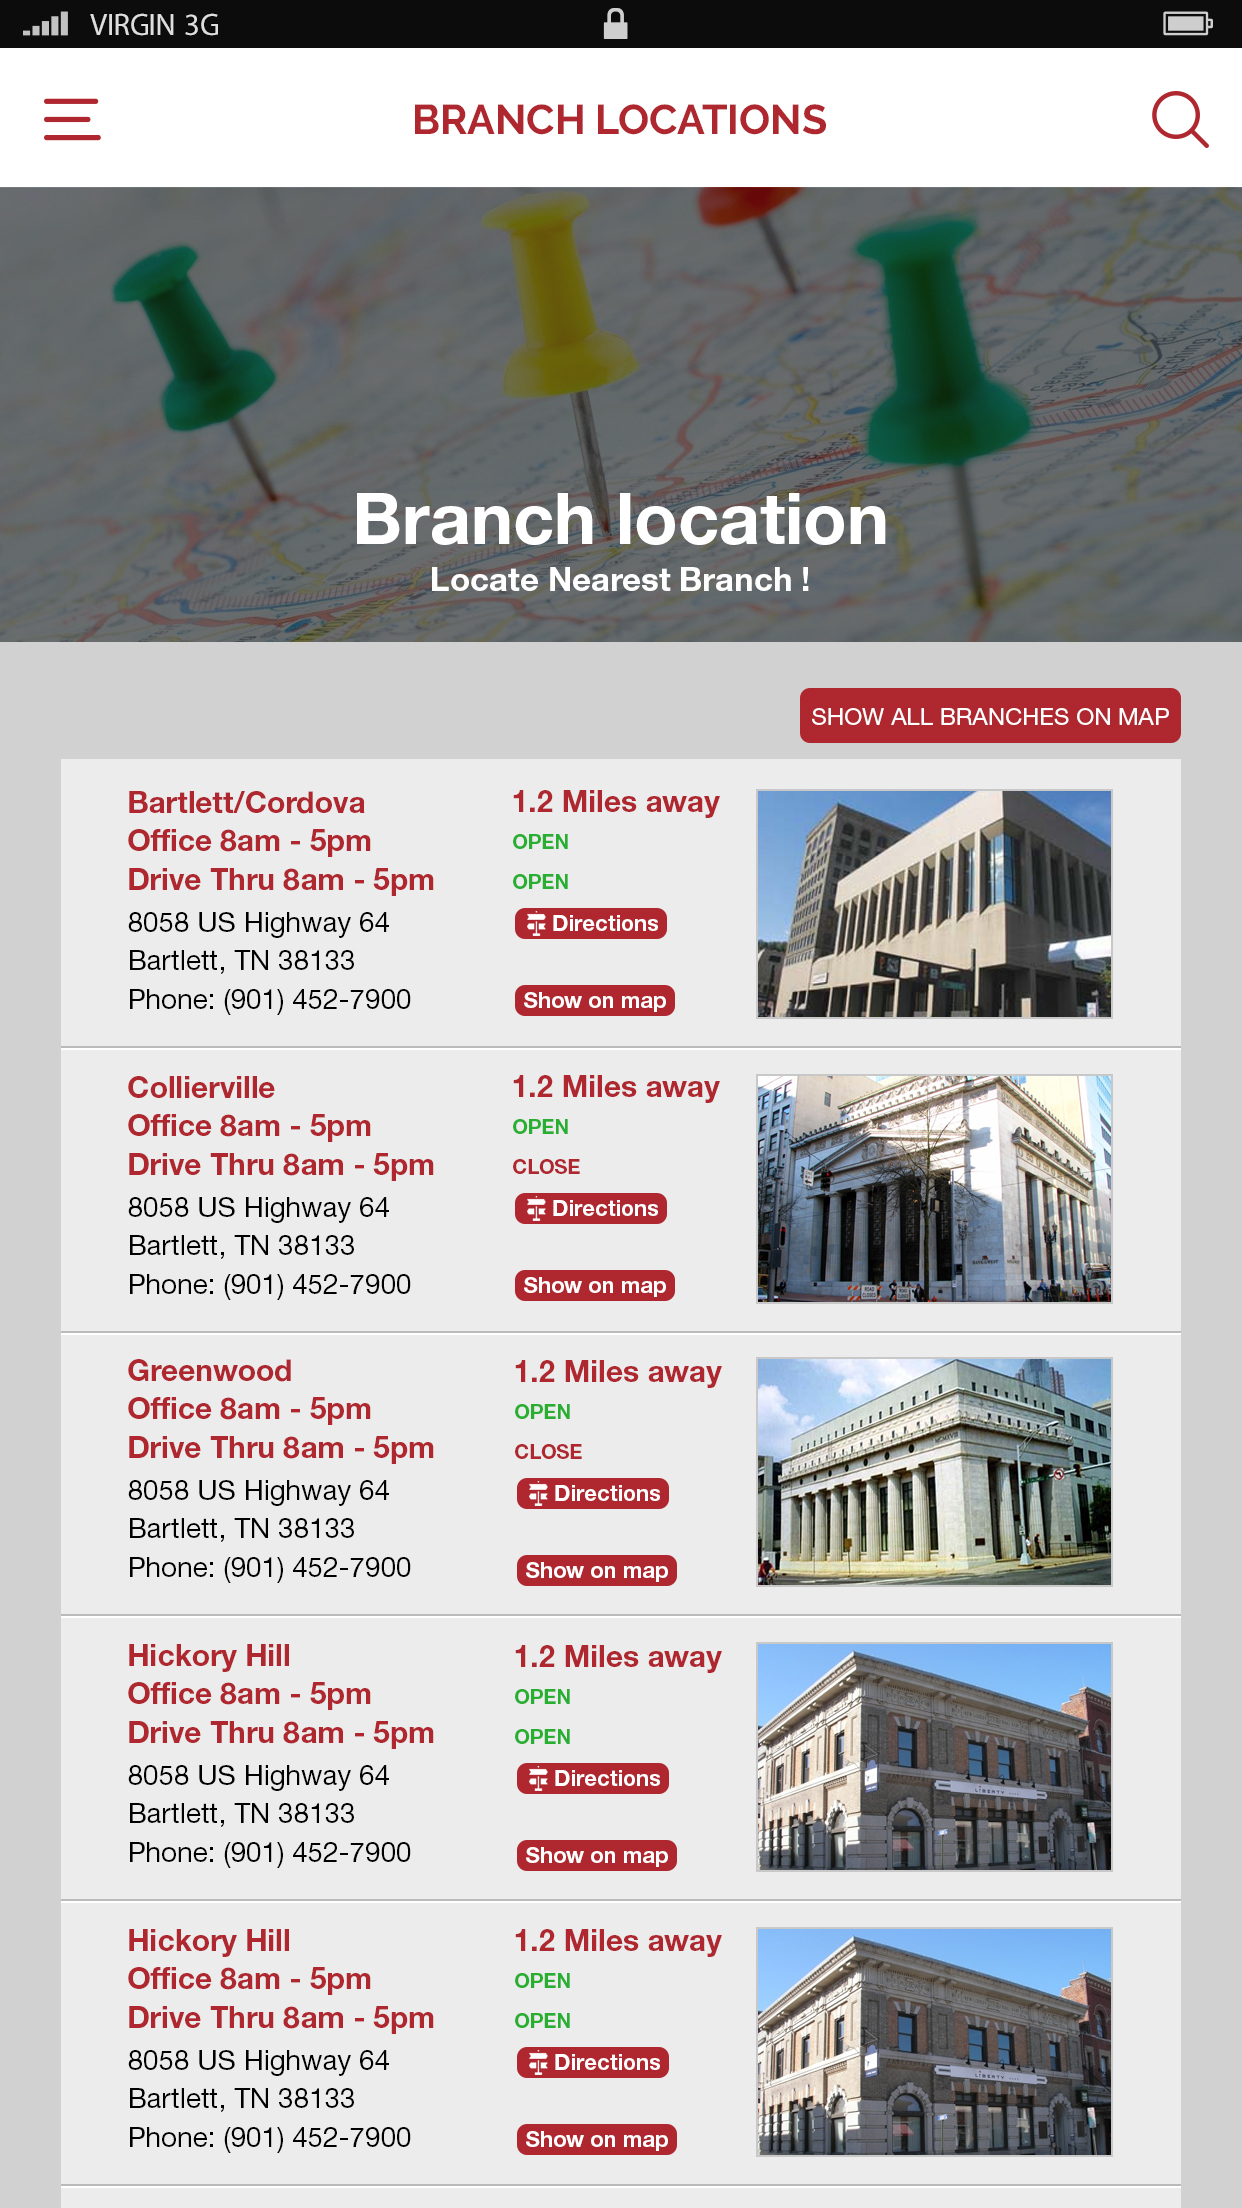 VIRGIN 3G
BRANCH LOCATIONS
Branch location
Locate Nearest Branch !
SHOW ALL BRANCHES ON MAP
Bartlett/Cordova
Office 8am - 5pm
Drive Thru 8am - 5pm
8058 US Highway 64
Bartlett, TN 38133
Phone: (901) 452-7900
1.2 Miles away
OPEN
OPEN
Directions
Show on map
Collierville
Office 8am - 5pm
Drive Thru 8am - 5pm
8058 US Highway 64
Bartlett, TN 38133
Phone: (901) 452-7900
1.2 Miles away
OPEN
CLOSE
Directions
Show on map
Greenwood
Office 8am - 5pm
Drive Thru 8am - 5pm
8058 US Highway 64
Bartlett, TN 38133
Phone: (901) 452-7900
1.2 Miles away
OPEN
CLOSE
Directions
Show on map
Hickory Hill
Office 8am - 5pm
Drive Thru 8am - 5pm
8058 US Highway 64
Bartlett, TN 38133
Phone: (901) 452-7900
1.2 Miles away
OPEN
OPEN
Directions
Show on map
LIBERTY
Hickory Hill
Office 8am - 5pm
Drive Thru 8am - 5pm
8058 US Highway 64
Bartlett, TN 38133
Phone: (901) 452-7900
1.2 Miles away
OPEN
OPEN
Directions
Show on map
LIBERTY